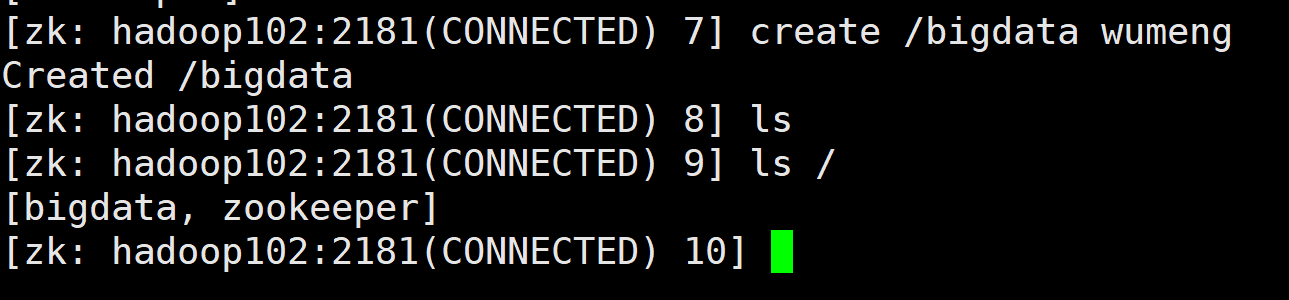 [zk: hadoop102:2181(CONNECTED) 7] create /bigdata wumeng
Created /bigdata
[zk: hadoop102:2181(CONNECTED) 8] ls
[zk: hadoop102:2181(CONNECTED) 9] ls /
[bigdata, zookeeper]
[zk: hadoop102:2181(CONNECTED) 10]